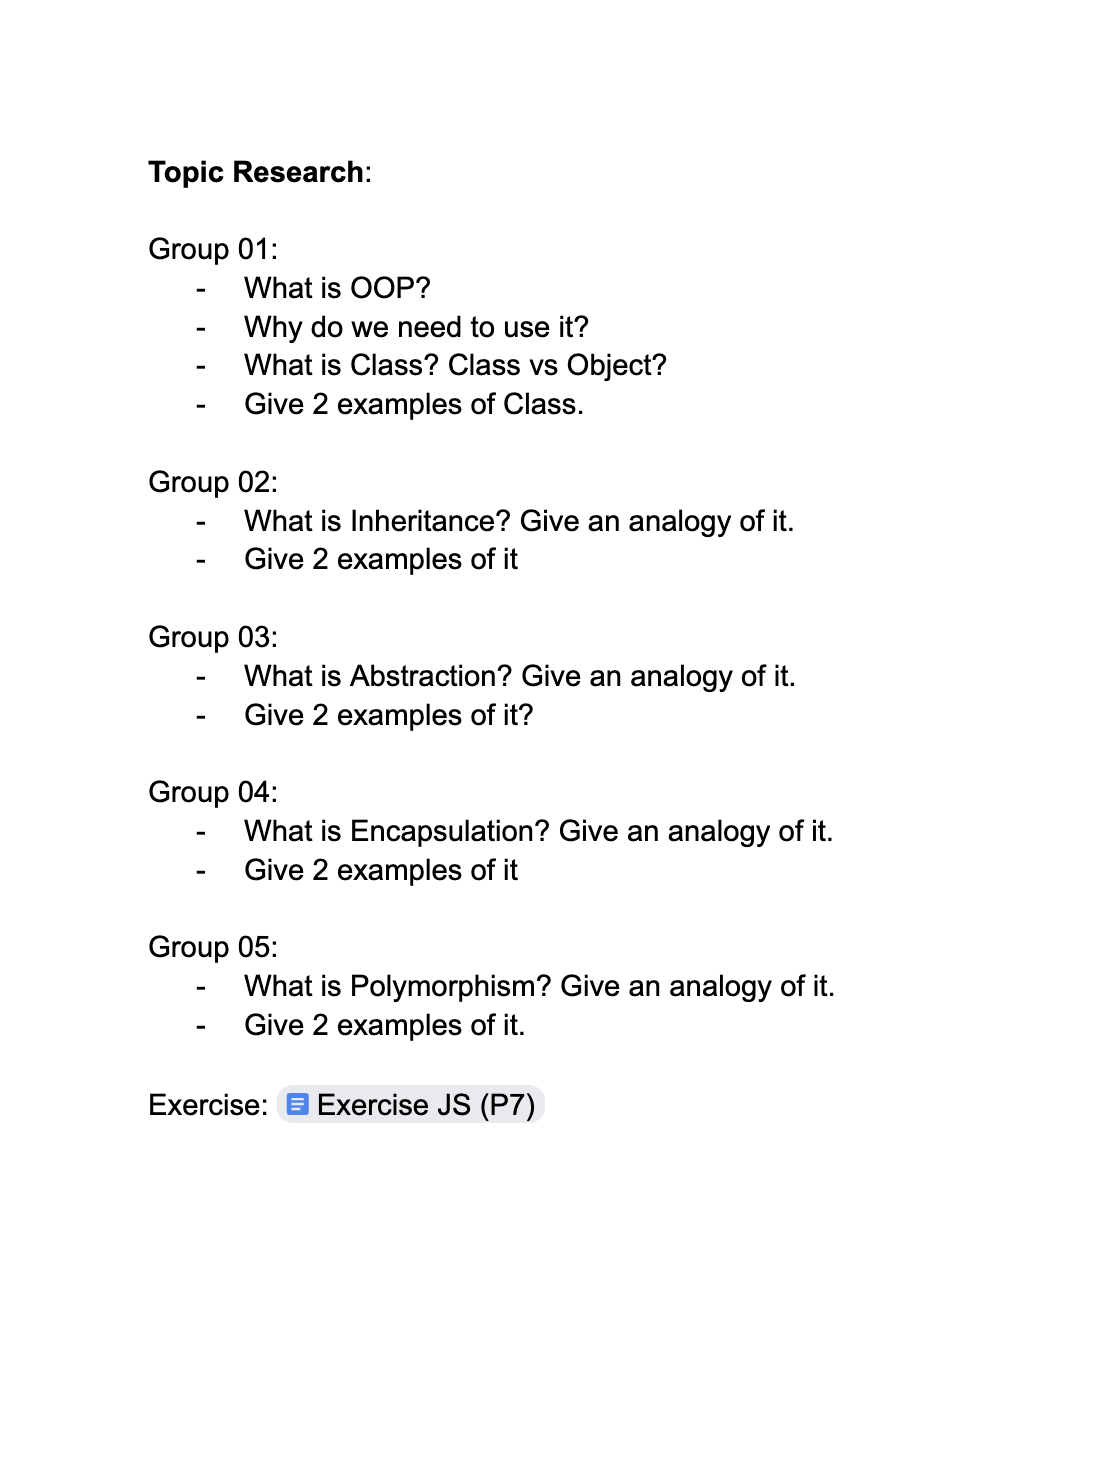 Topic Research:
Group 01:
- What is OOP?
- Why do we need to use it?
- What is Class? Class vs Object?
- Give 2 examples of Class.
Group 02:
- What is Inheritance? Give an analogy of it.
- Give 2 examples of it
Group 03:
- What is Abstraction? Give an analogy of it.
- Give 2 examples of it?
Group 04:
- What is Encapsulation? Give an analogy of it.
- Give 2 examples of it
Group 05:
- What is Polymorphism? Give an analogy of it.
- Give 2 examples of it.
Exercise: Exercise JS (P7)